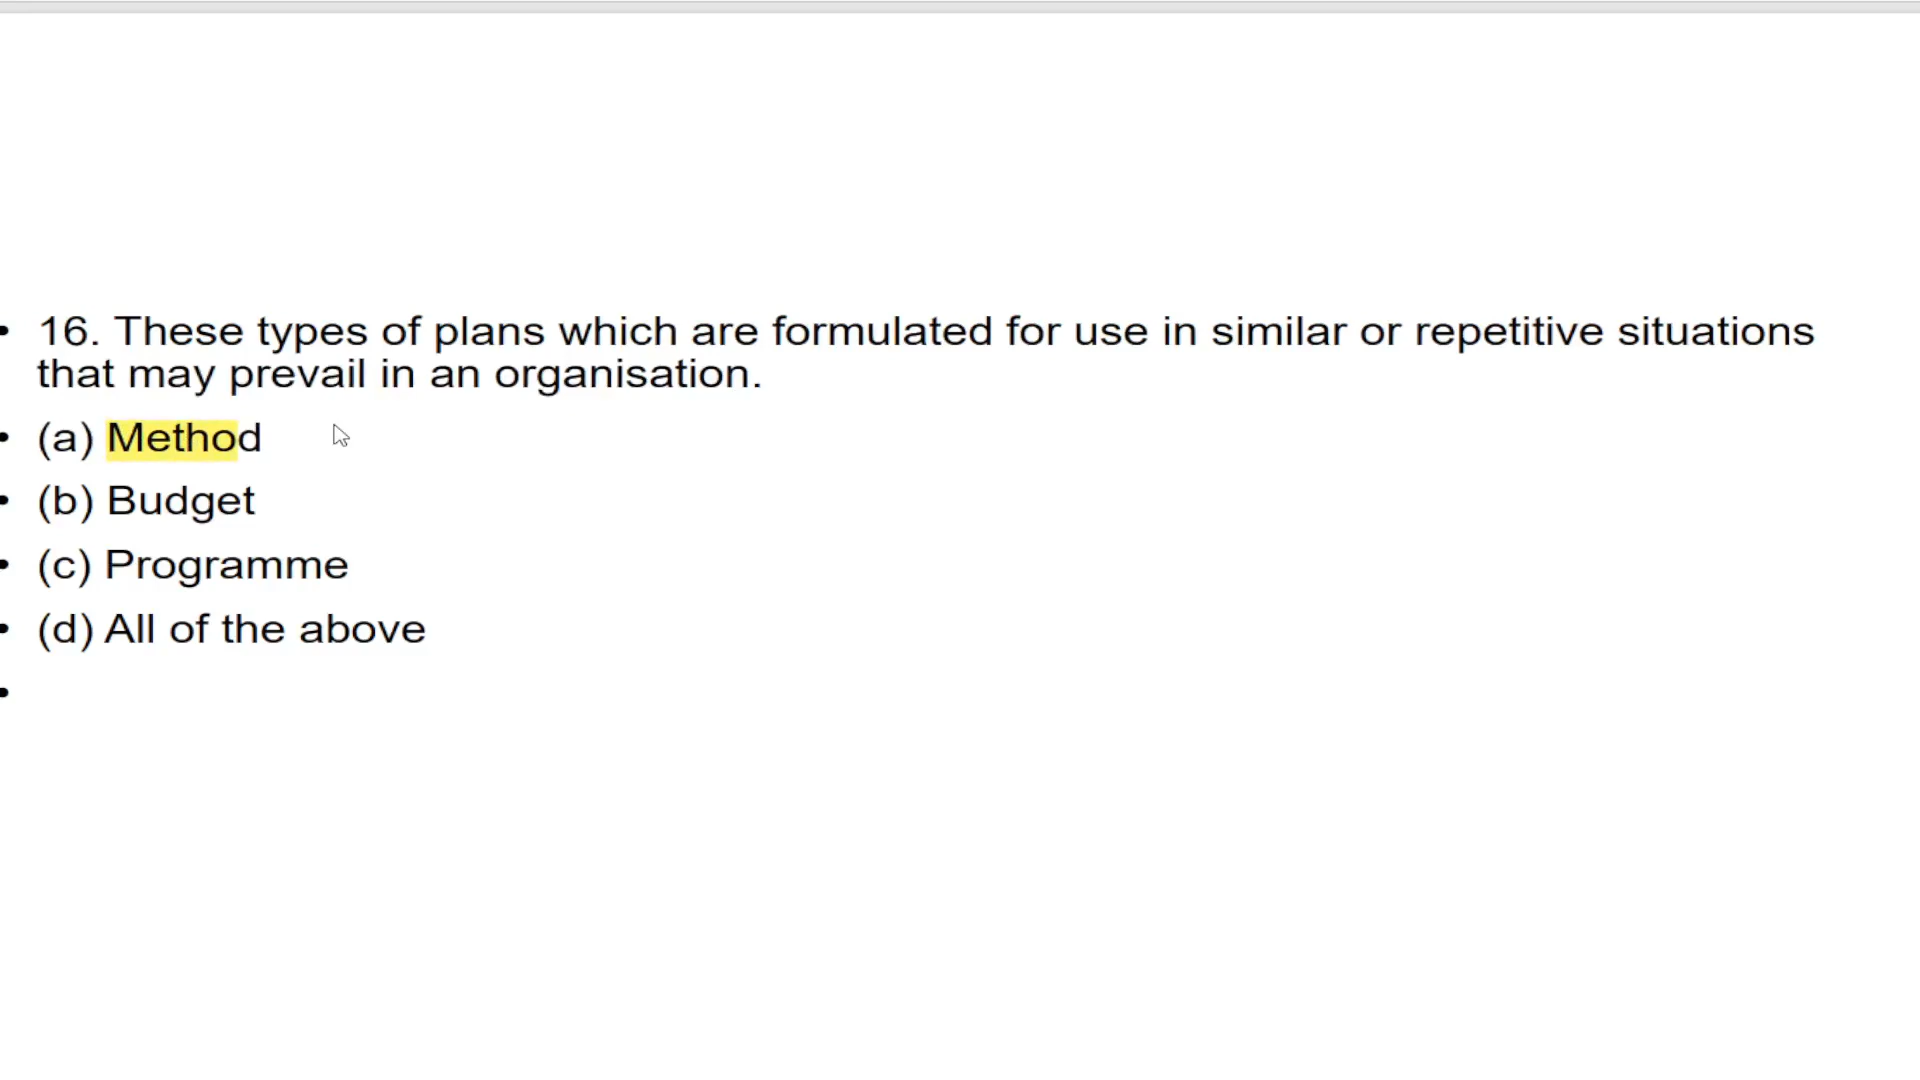 • 16. These types of plans which are formulated for use in similar or repetitive situations
that may prevail in an organisation.
• (a) Method
• (b) Budget
• (c) Programme
• (d) All of the above
•